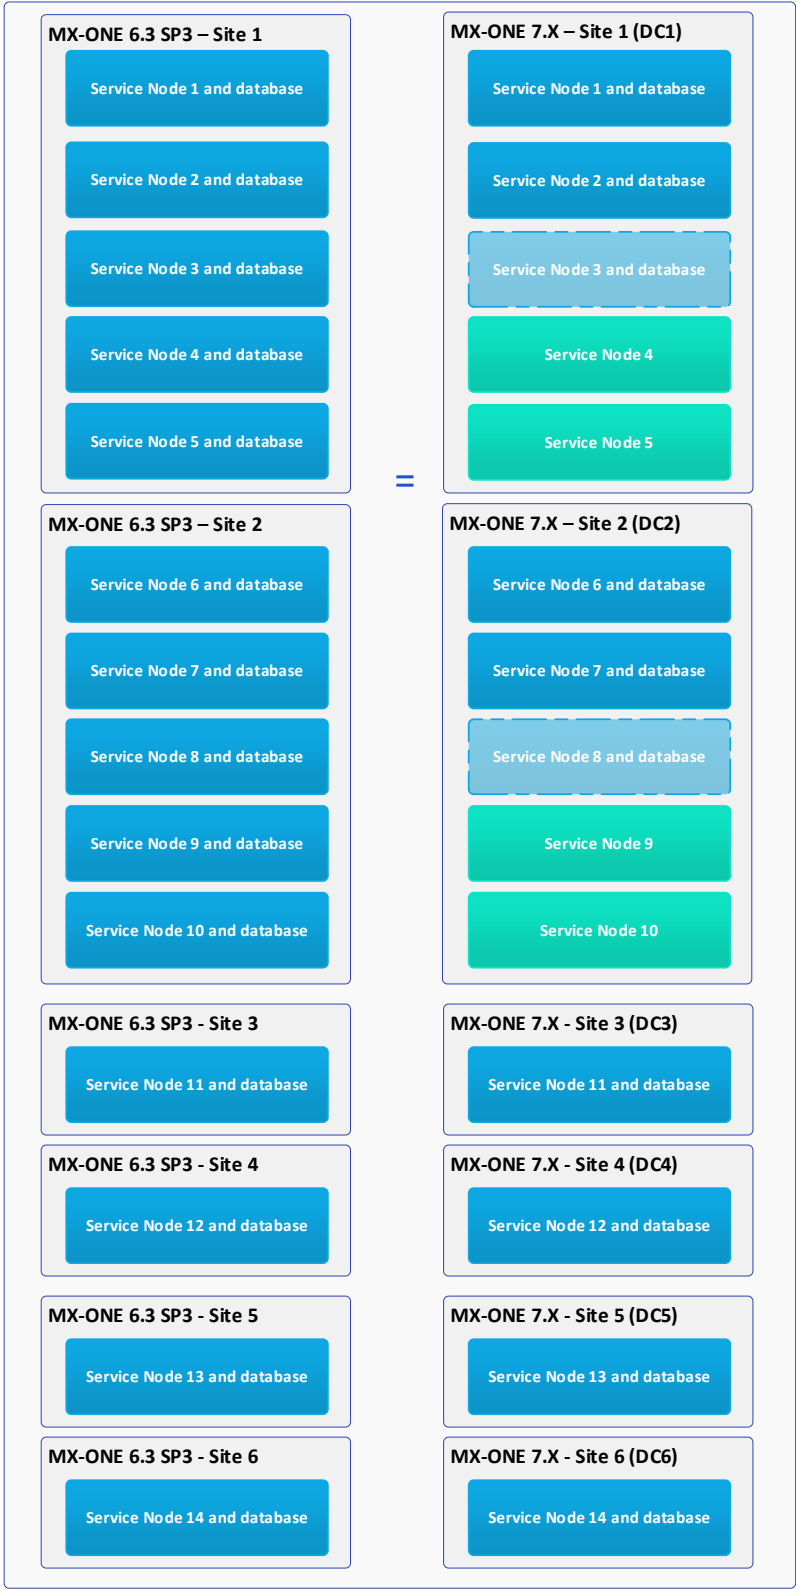 MX-ONE 6.3 SP3 – Site 1
Service Node 1 and database
Service Node 2 and database
Service Node 3 and database
Service Node 4 and database
Service Node 5 and database
MX-ONE 6.3 SP3 – Site 2
Service Node 6 and database
Service Node 7 and database
Service Node 8 and database
Service Node 9 and database
Service Node 10 and database
MX-ONE 6.3 SP3 - Site 3
Service Node 11 and database
MX-ONE 6.3 SP3 - Site 4
Service Node 12 and database
MX-ONE 6.3 SP3 - Site 5
Service Node 13 and database
MX-ONE 6.3 SP3 - Site 6
Service Node 14 and database
=
MX-ONE 7.X – Site 1 (DC1)
Service Node 1 and database
Service Node 2 and database
Service Node 3 and database
Service Node 4
Service Node 5
MX-ONE 7.X – Site 2 (DC2)
Service Node 6 and database
Service Node 7 and database
Service Node 8 and database
Service Node 9
Service Node 10
MX-ONE 7.X - Site 3 (DC3)
Service Node 11 and database
MX-ONE 7.X - Site 4 (DC4)
Service Node 12 and database
MX-ONE 7.X - Site 5 (DC5)
Service Node 13 and database
MX-ONE 7.X - Site 6 (DC6)
Service Node 14 and database